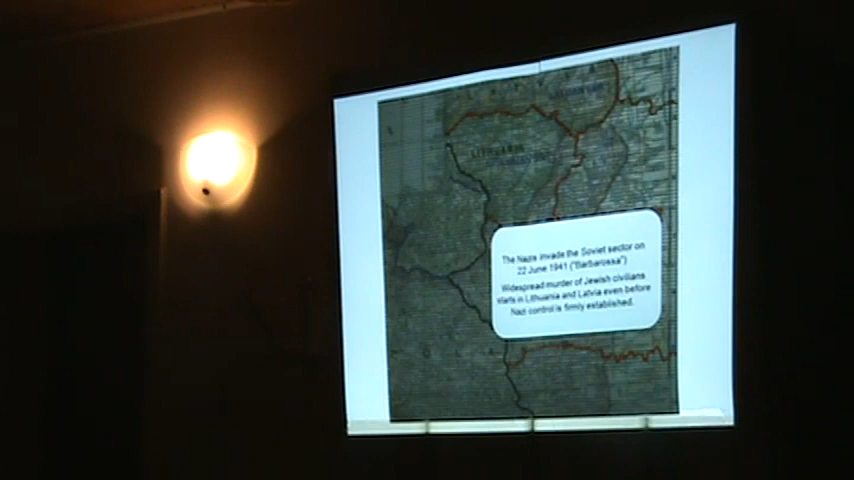 LITHUANIA
The Nazis invade the Soviet sector on
22 June 1941 ("Barbarossa")
Widespread murder of Jewish civilians
starts in Lithuania and Latvia even before
Nazi control is firmly established.